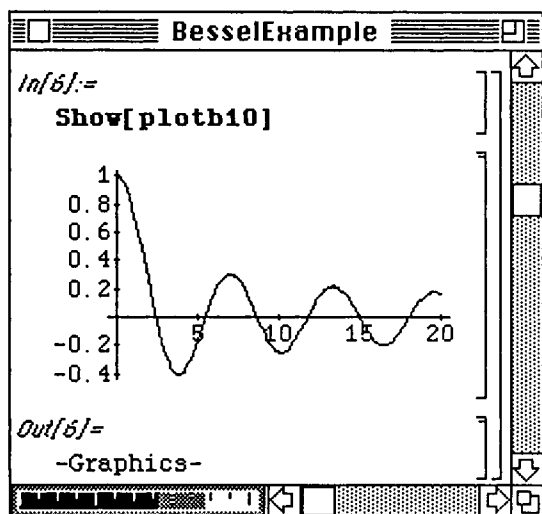 BesselExample
In[6]:=
Show[plotb10]
1
0.8
0.6
0.4
0.2
5 10 15 20
-0.2
-0.4
Out[6]=
-Graphics-